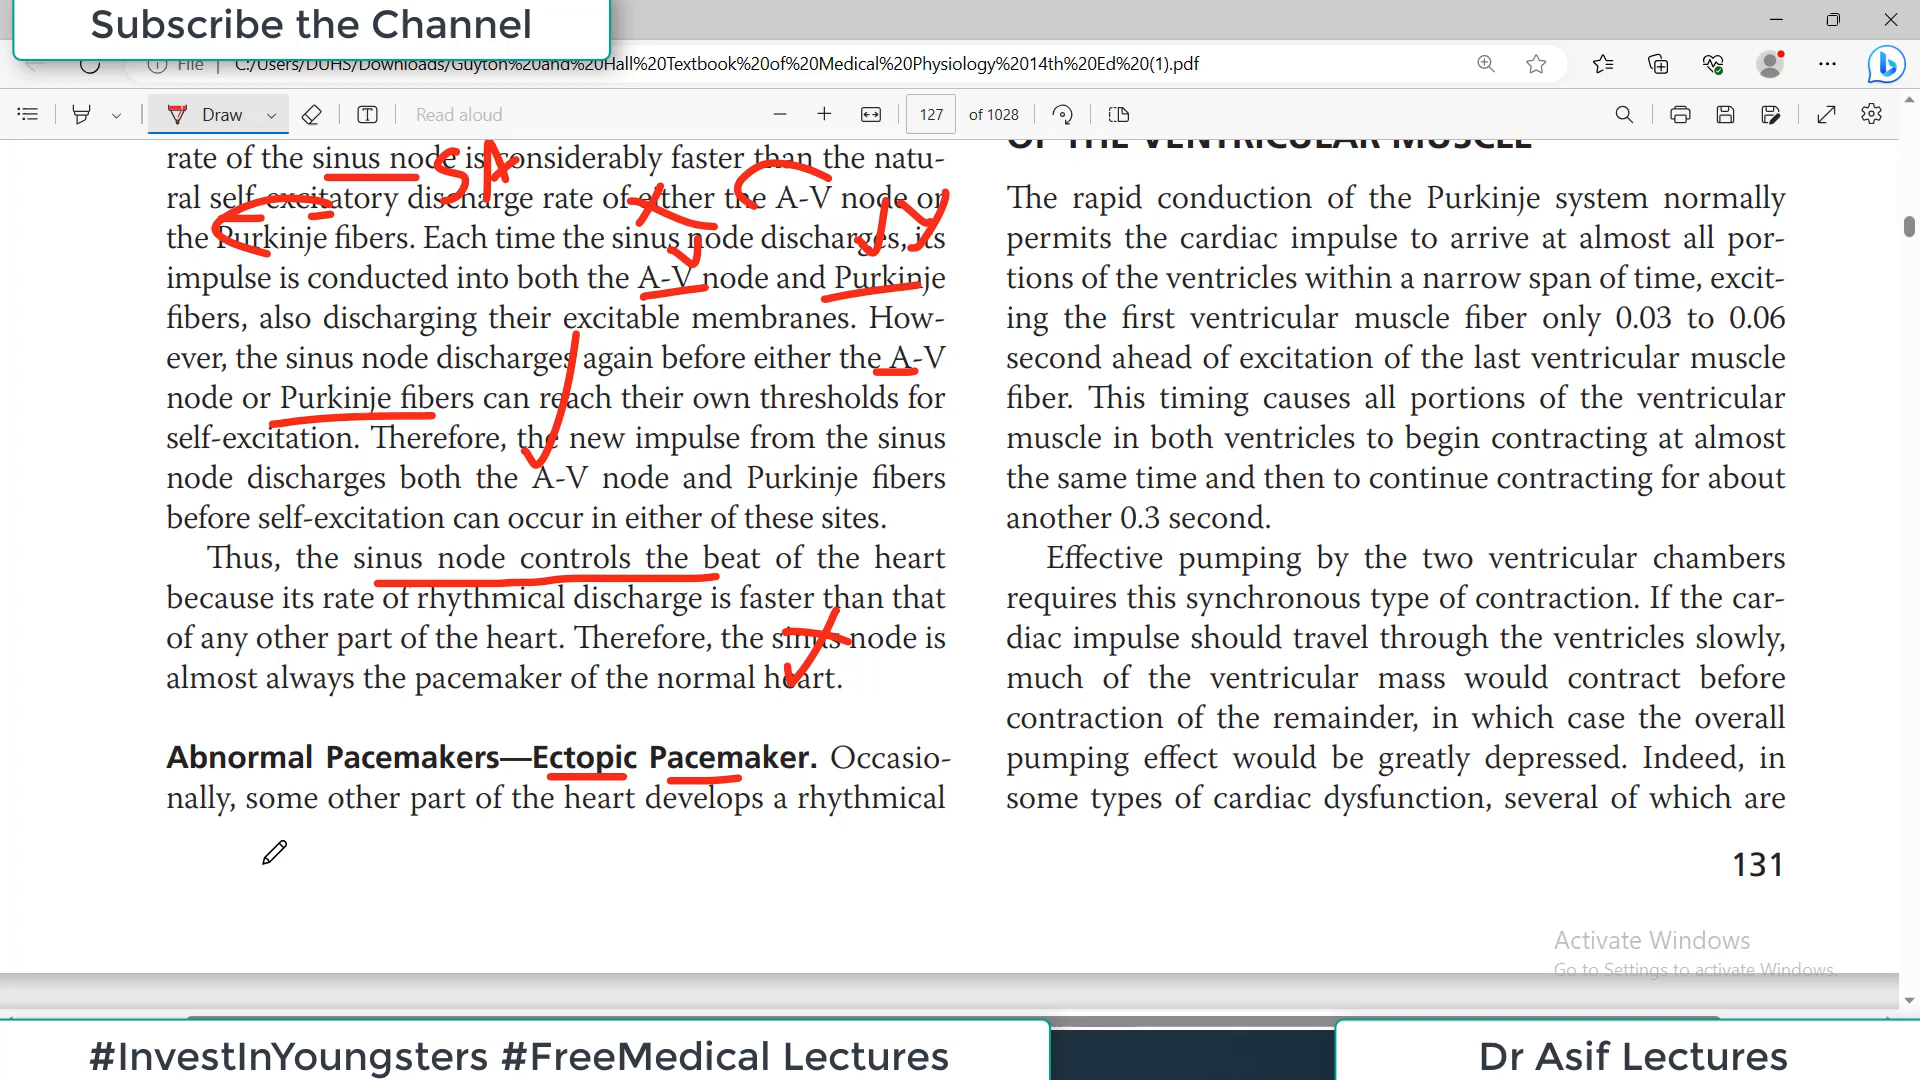 Subscribe the Channel
File
C:/Users/DUHS/Downloads/Guyton%20and%20Hall%20Textbook%20of%20Medical%20Physiology%2014th%20Ed%20(1).pdf
Draw
Read aloud
127 of 1028
rate of the sinus node is considerably faster than the natu-
ral self-excitatory discharge rate of either the A-V node or
the Purkinje fibers. Each time the sinus node discharges, its
impulse is conducted into both the A-V node and Purkinje
fibers, also discharging their excitable membranes. How-
ever, the sinus node discharges again before either the A-V
node or Purkinje fibers can reach their own thresholds for
self-excitation. Therefore, the new impulse from the sinus
node discharges both the A-V node and Purkinje fibers
before self-excitation can occur in either of these sites.
Thus, the sinus node controls the beat of the heart
because its rate of rhythmical discharge is faster than that
of any other part of the heart. Therefore, the sinus node is
almost always the pacemaker of the normal heart.
Abnormal Pacemakers—Ectopic Pacemaker. Occasio-
nally, some other part of the heart develops a rhythmical
SA
OF THE VENTRICULAR MUSCLE
The rapid conduction of the Purkinje system normally
permits the cardiac impulse to arrive at almost all por-
tions of the ventricles within a narrow span of time, excit-
ing the first ventricular muscle fiber only 0.03 to 0.06
second ahead of excitation of the last ventricular muscle
fiber. This timing causes all portions of the ventricular
muscle in both ventricles to begin contracting at almost
the same time and then to continue contracting for about
another 0.3 second.
Effective pumping by the two ventricular chambers
requires this synchronous type of contraction. If the car-
diac impulse should travel through the ventricles slowly,
much of the ventricular mass would contract before
contraction of the remainder, in which case the overall
pumping effect would be greatly depressed. Indeed, in
some types of cardiac dysfunction, several of which are
131
Activate Windows
Go to Settings to activate Windows.
#InvestInYoungsters #FreeMedical Lectures
Dr Asif Lectures